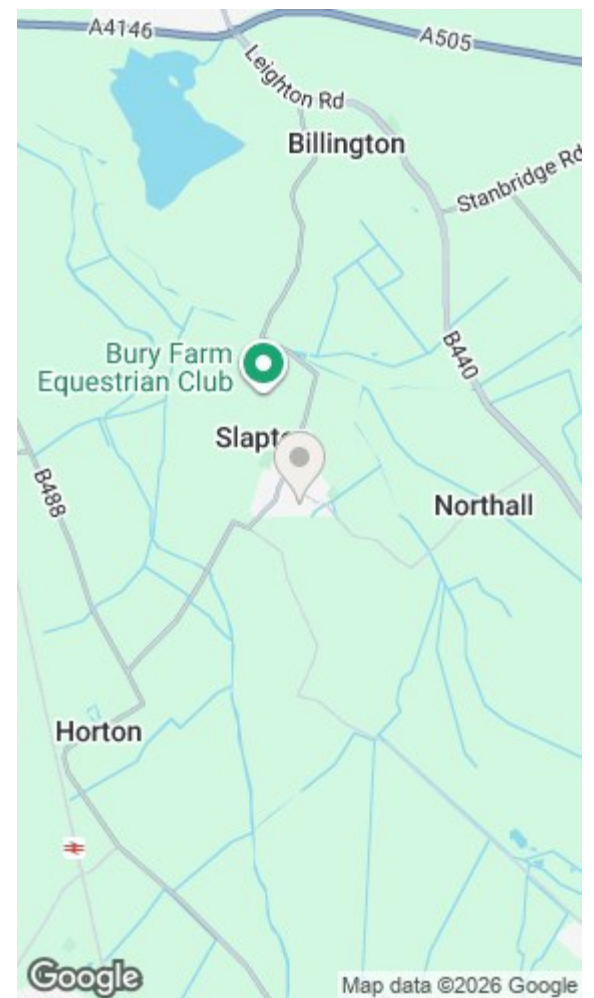 A4146
A505
Leighton Rd
Billington
Stanbridge Rd
B440
Bury Farm
Equestrian Club
B488
Northall
Horton
Google
Map data ©2026 Google